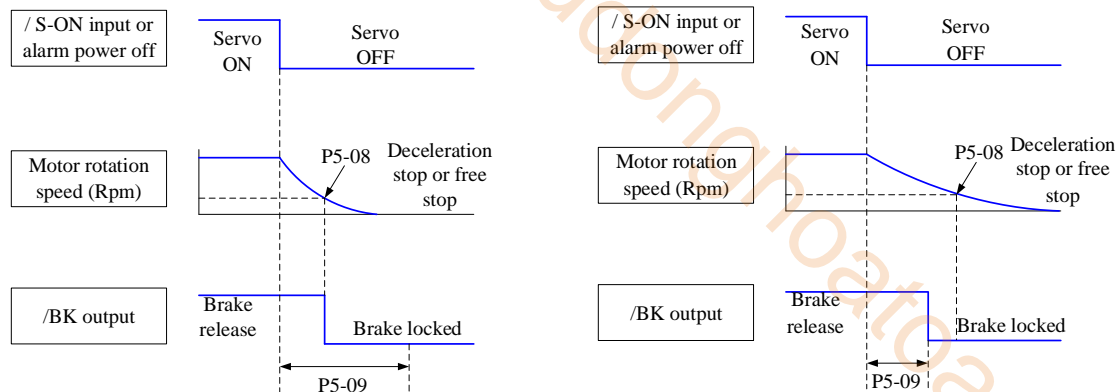 / S-ON input or
alarm power off
Servo
ON
Servo
OFF
Motor rotation
speed (Rpm)
P5-08
Deceleration
stop or free
stop
/BK output
Brake
release
Brake locked
P5-09
/ S-ON input or
alarm power off
Servo
ON
Servo
OFF
Motor rotation
speed (Rpm)
P5-08
Deceleration
stop or free
stop
/BK output
Brake
release
Brake locked
P5-09
adonghoatoa